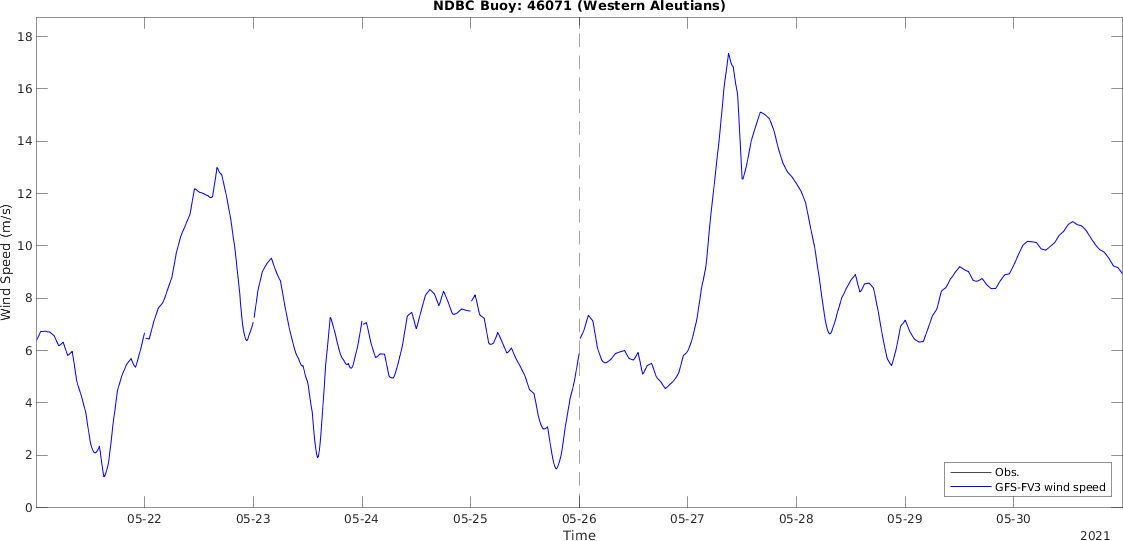 NDBC Buoy: 46071 (Western Aleutians)
Wind Speed (m/s)
18
16
14
12
10
8
6
4
2
0
05-22 05-23 05-24 05-25 05-26 05-27 05-28 05-29 05-30
Time
2021
Obs.
GFS-FV3 wind speed